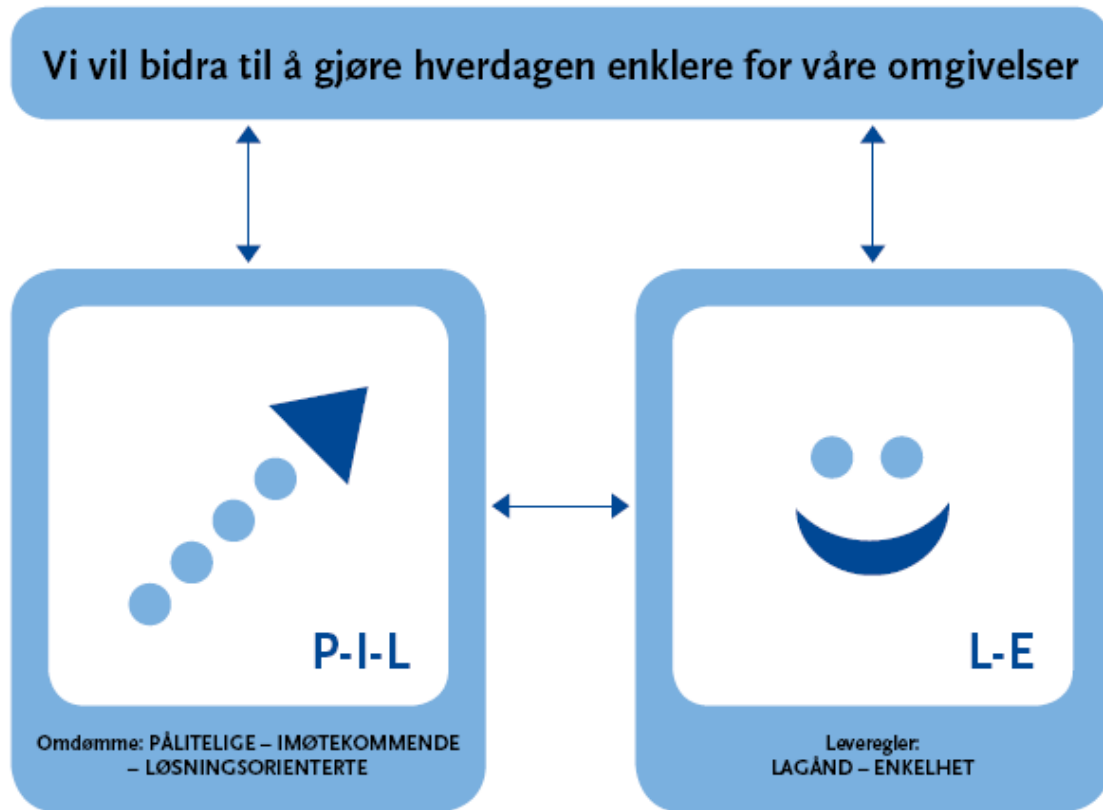 Vi vil bidra til å gjøre hverdagen enklere for våre omgivelser
P-I-L
Omdømme: PÅLITELIGE – IMØTEKOMMENDE
– LØSNINGSORIENTERTE
L-E
Leveregler:
LAGÅND – ENKELHET